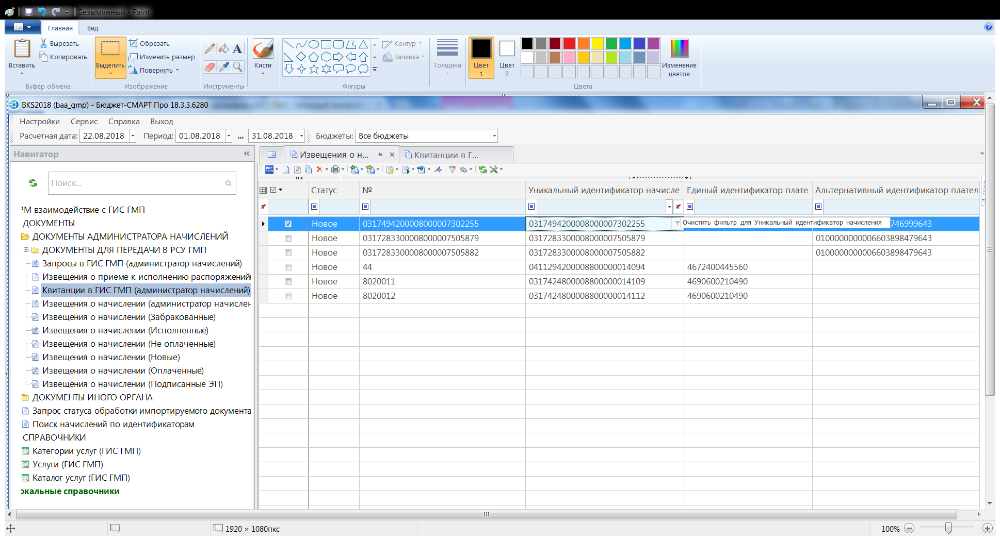 Безымянный - Paint
Главная Вид
Вставить
Вырезать
Копировать
Буфер обмена
Выделить
Обрезать
Изменить размер
Повернуть
Изображение
A
Инструменты
Кисти
Фигуры
Контур
Заливка
Толщина
Цвет 1
Цвет 2
Изменение цветов
Цвета
BKS2018 (baa_gmp) - Бюджет-СМАРТ Про 18.3.3.6280
Настройки Сервис Справка Выход
Расчетная дата: 22.08.2018 Период: 01.08.2018 ... 31.08.2018 Бюджеты: Все бюджеты
Навигатор «
Поиск...
РМ взаимодействие с ГИС ГМП
ДОКУМЕНТЫ
ДОКУМЕНТЫ АДМИНИСТРАТОРА НАЧИСЛЕНИЙ
ДОКУМЕНТЫ ДЛЯ ПЕРЕДАЧИ В РСУ ГМП
Запросы в ГИС ГМП (администратор начислений)
Извещения о приеме к исполнению распоряжений
Квитанции в ГИС ГМП (администратор начислений)
Извещения о начислении (администратор начислен
Извещения о начислении (Забракованные)
Извещения о начислении (Исполненные)
Извещения о начислении (Не оплаченные)
Извещения о начислении (Новые)
Извещения о начислении (Оплаченные)
Извещения о начислении (Подписанные ЭП)
ДОКУМЕНТЫ ИНОГО ОРГАНА
Запрос статуса обработки импортируемого документа
Поиск начислений по идентификаторам
СПРАВОЧНИКИ
Категории услуг (ГИС ГМП)
Услуги (ГИС ГМП)
Каталог услуг (ГИС ГМП)
окальные справочники
Извещения о н... Квитанции в Г...
РСУ ГМП
Статус № Уникальный идентификатор начисле Единый идентификатор плате Альтернативный идентификатор плател
Новое 0317494200008000007302255 0317494200008000007302255 Очистить фильтр для Уникальный идентификатор начисления 746999643
Новое 0317283300008000007505879 0317283300008000007505879 0100000000006603898479643
Новое 0317283300008000007505882 0317283300008000007505882 0100000000006603898479643
Новое 44 0411294200008800000014094 4672400445560
Новое 8020011 0317424800008800000014109 4690600210490
Новое 8020012 0317424800008800000014112 4690600210490
1920 × 1080пкс 100%